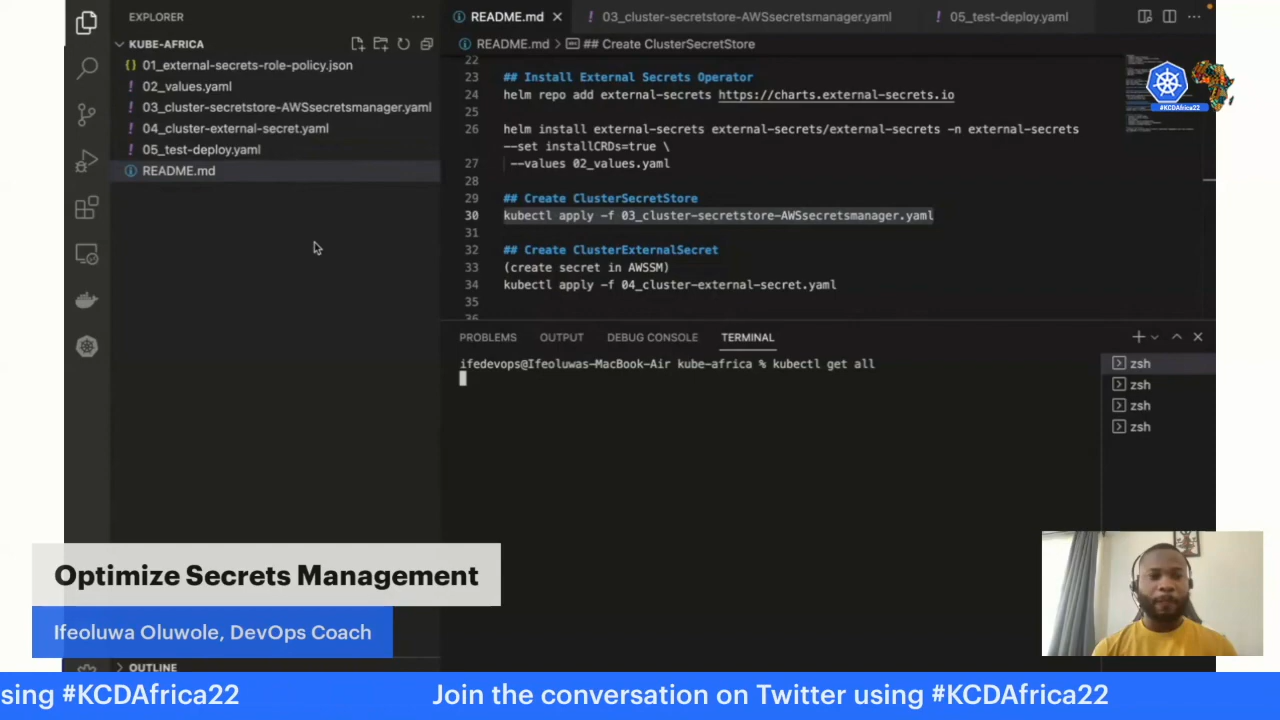 EXPLORER
KUBE-AFRICA
01_external-secrets-role-policy.json
02_values.yaml
03_cluster-secretstore-AWSsecretsmanager.yaml
04_cluster-external-secret.yaml
05_test-deploy.yaml
README.md
OUTLINE
README.md
03_cluster-secretstore-AWSsecretsmanager.yaml
05_test-deploy.yaml
README.md > ## Create ClusterSecretStore
22
23 ## Install External Secrets Operator
24 helm repo add external-secrets https://charts.external-secrets.io
25
26 helm install external-secrets external-secrets/external-secrets -n external-secrets
--set installCRDs=true \
27 --values 02_values.yaml
28
29 ## Create ClusterSecretStore
30 kubectl apply -f 03_cluster-secretstore-AWSsecretsmanager.yaml
31
32 ## Create ClusterExternalSecret
33 (create secret in AWSSM)
34 kubectl apply -f 04_cluster-external-secret.yaml
35
36
#KCDAfrica22
PROBLEMS OUTPUT DEBUG CONSOLE TERMINAL
ifedevops@Ifeoluwas-MacBook-Air kube-africa % kubectl get all
zsh
zsh
zsh
zsh
Optimize Secrets Management
Ifeoluwa Oluwole, DevOps Coach
sing #KCDAfrica22 Join the conversation on Twitter using #KCDAfrica22